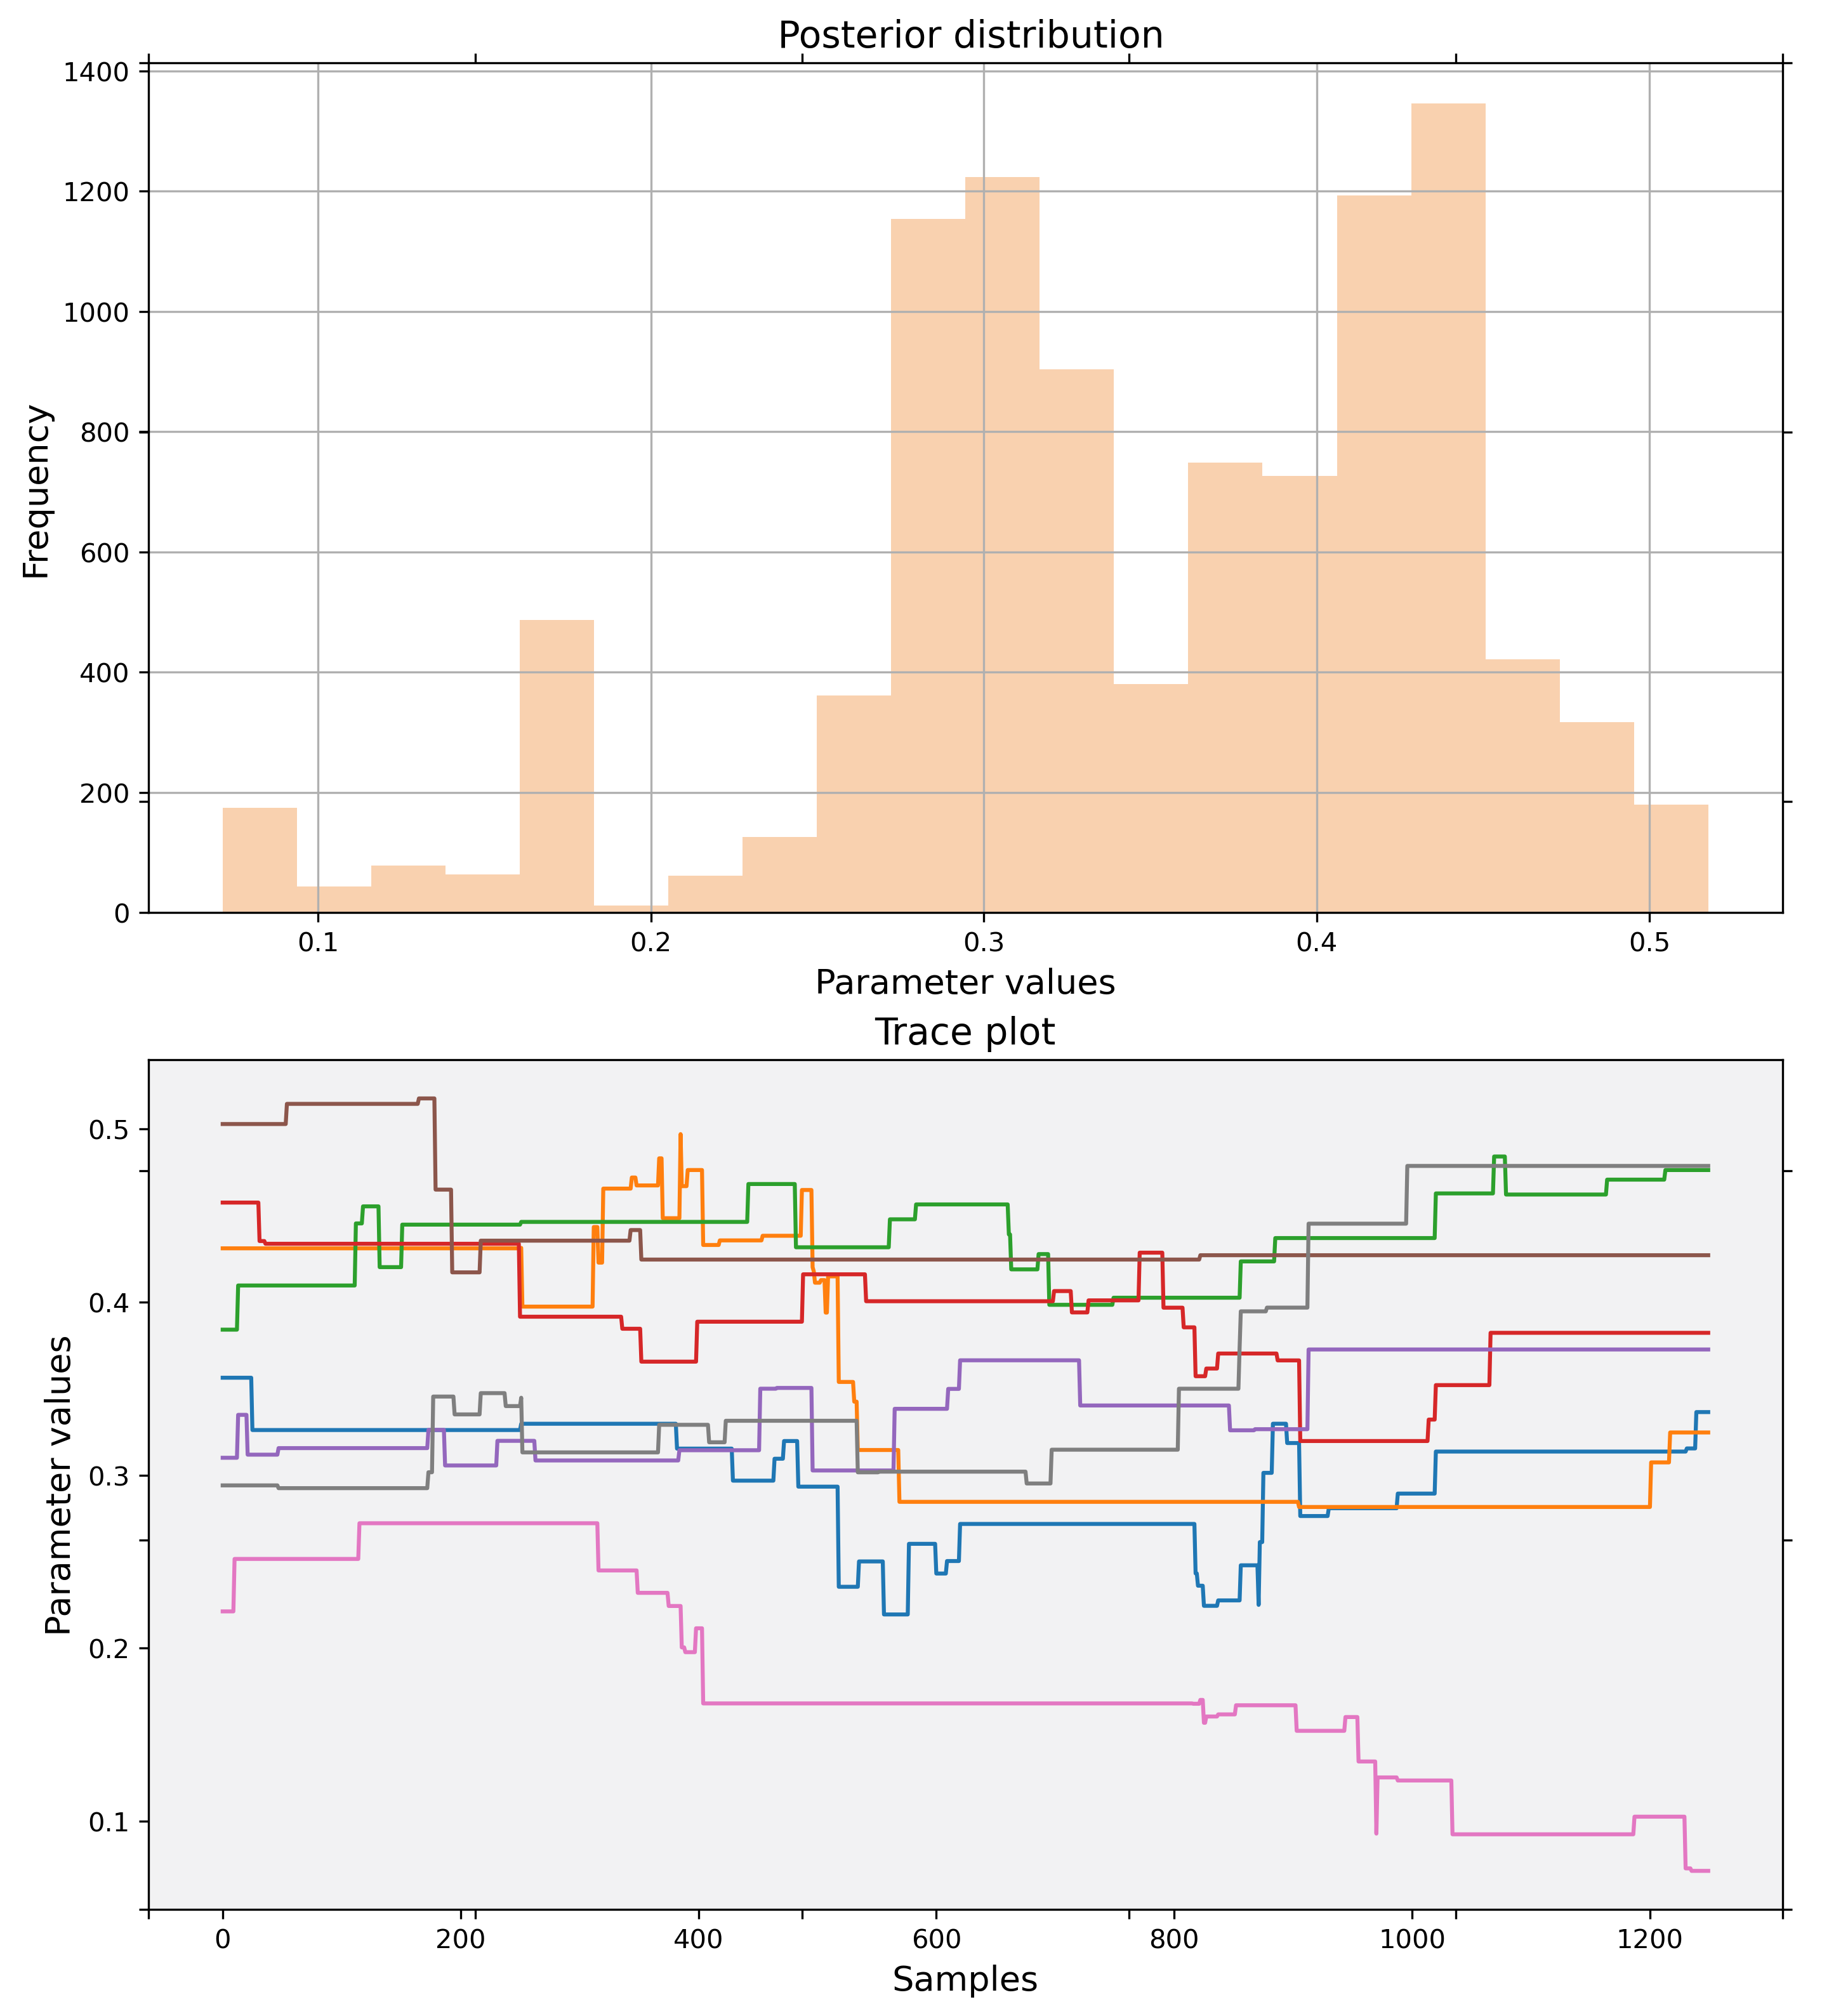 Posterior distribution
1400
1200
1000
800
600
400
200
0
Frequency
0.1 0.2 0.3 0.4 0.5
Parameter values
Trace plot
0.5
0.4
0.3
0.2
0.1
Parameter values
0 200 400 600 800 1000 1200
Samples